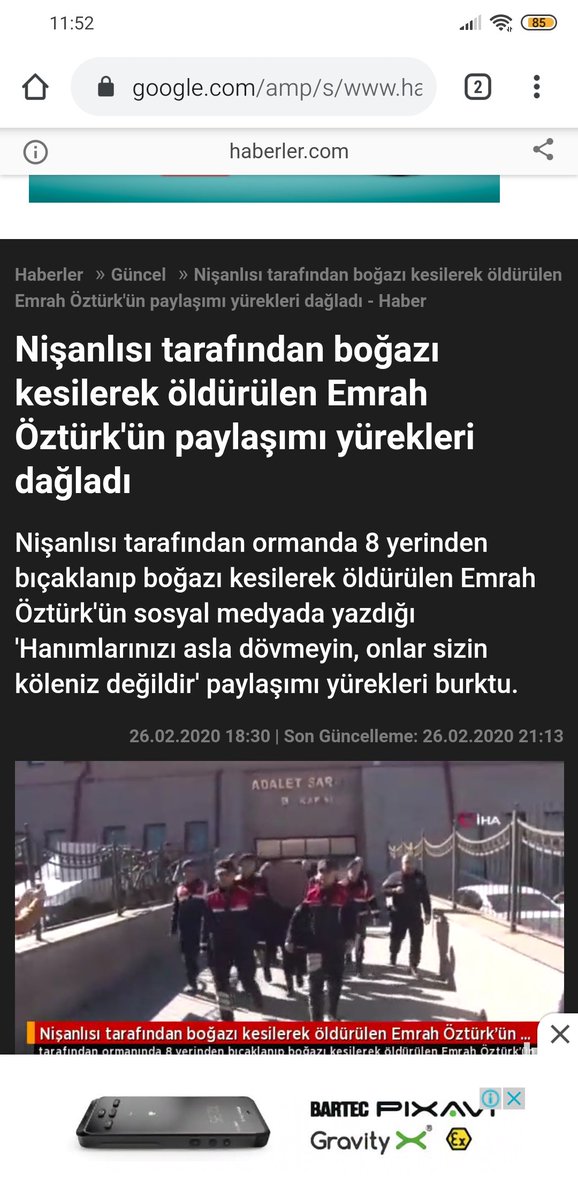 11:52
85
google.com/amp/s/www.ha
2
haberler.com
Haberler » Güncel » Nişanlısı tarafından boğazı kesilerek öldürülen
Emrah Öztürk'ün paylaşımı yürekleri dağladı - Haber
Nişanlısı tarafından boğazı
kesilerek öldürülen Emrah
Öztürk'ün paylaşımı yürekleri
dağladı
Nişanlısı tarafından ormanda 8 yerinden
bıçaklanıp boğazı kesilerek öldürülen Emrah
Öztürk'ün sosyal medyada yazdığı
'Hanımlarınızı asla dövmeyin, onlar sizin
köleniz değildir' paylaşımı yürekleri burktu.
26.02.2020 18:30 | Son Güncelleme: 26.02.2020 21:13
ADALET SAR
İHA
Nişanlısı tarafından boğazı kesilerek öldürülen Emrah Öztürk'ün ...
tarafından ormanında 8 yerinden bıçaklanıp boğazı kesilerek öldürülen Emrah Öztürk'ün
BARTEC PIXAVI
Gravity X
Ex